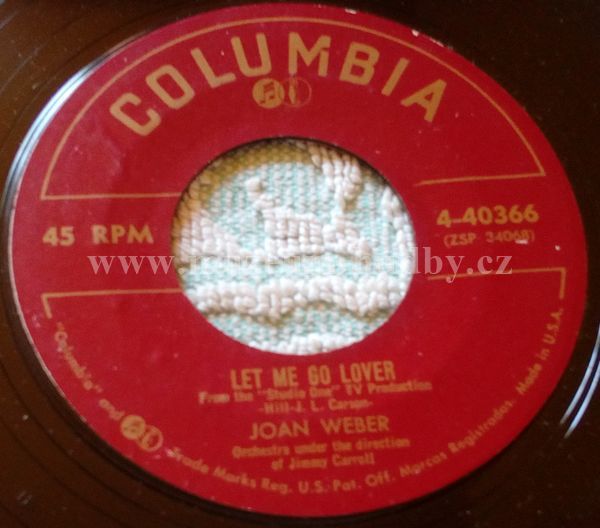 COLUMBIA
45 RPM
4-40366
(ZSP 34068)
LET ME GO LOVER
From the "Studio One" TV Production
-Hill-J. L. Carson-
JOAN WEBER
Orchestra under the direction
of Jimmy Carroll
"Columbia" and Trade Marks Reg. U.S. Pat. Off. Marcas Registradas. Made in U.S.A.